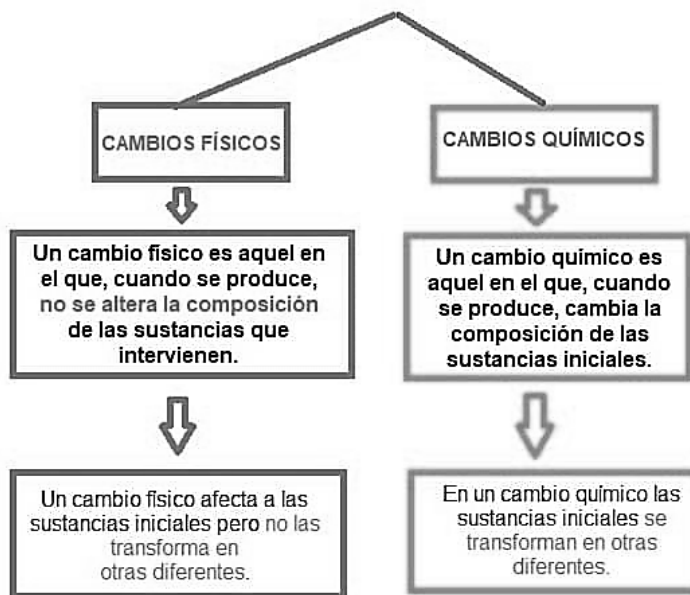 CAMBIOS FÍSICOS
Un cambio físico es aquel en
el que, cuando se produce,
no se altera la composición
de las sustancias que
intervienen.
Un cambio físico afecta a las
sustancias iniciales pero no las
transforma en
otras diferentes.
CAMBIOS QUÍMICOS
Un cambio químico es
aquel en el que, cuando
se produce, cambia la
composición de las
sustancias iniciales.
En un cambio químico las
sustancias iniciales se
transforman en otras
diferentes.